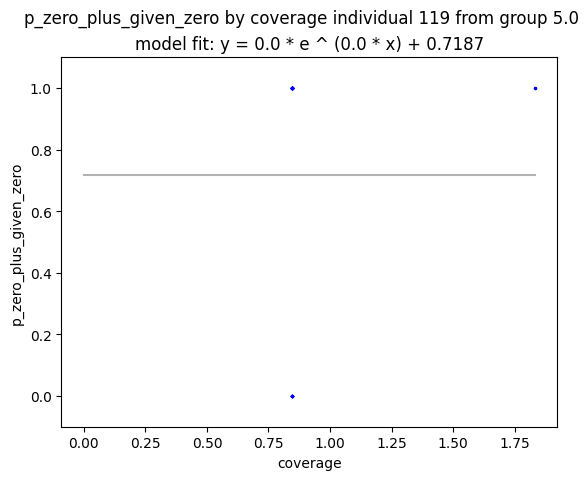 p_zero_plus_given_zero by coverage individual 119 from group 5.0
model fit: y = 0.0 * e ^ (0.0 * x) + 0.7187
1.0
0.8
0.6
0.4
0.2
0.0
p_zero_plus_given_zero
0.00 0.25 0.50 0.75 1.00 1.25 1.50 1.75
coverage